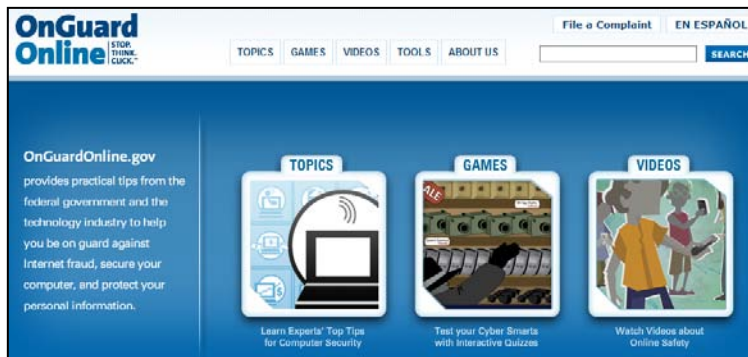 OnGuard
Online
STOP.
THINK.
CLICK.™
File a Complaint
EN ESPAÑOL
TOPICS
GAMES
VIDEOS
TOOLS
ABOUT US
SEARCH
OnGuardOnline.gov
provides practical tips from the
federal government and the
technology industry to help
you be on guard against
Internet fraud, secure your
computer, and protect your
personal information.
TOPICS
Learn Experts' Top Tips
for Computer Security
GAMES
SALE
Test your Cyber Smarts
with Interactive Quizzes
VIDEOS
Watch Videos about
Online Safety